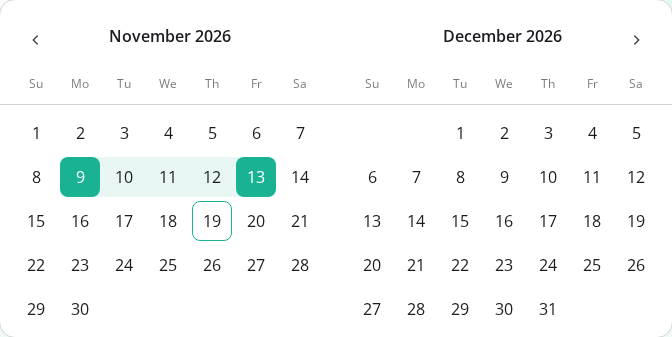 November 2026
Su Mo Tu We Th Fr Sa
1 2 3 4 5 6 7
8 9 10 11 12 13 14
15 16 17 18 19 20 21
22 23 24 25 26 27 28
29 30
December 2026
Su Mo Tu We Th Fr Sa
1 2 3 4 5
6 7 8 9 10 11 12
13 14 15 16 17 18 19
20 21 22 23 24 25 26
27 28 29 30 31